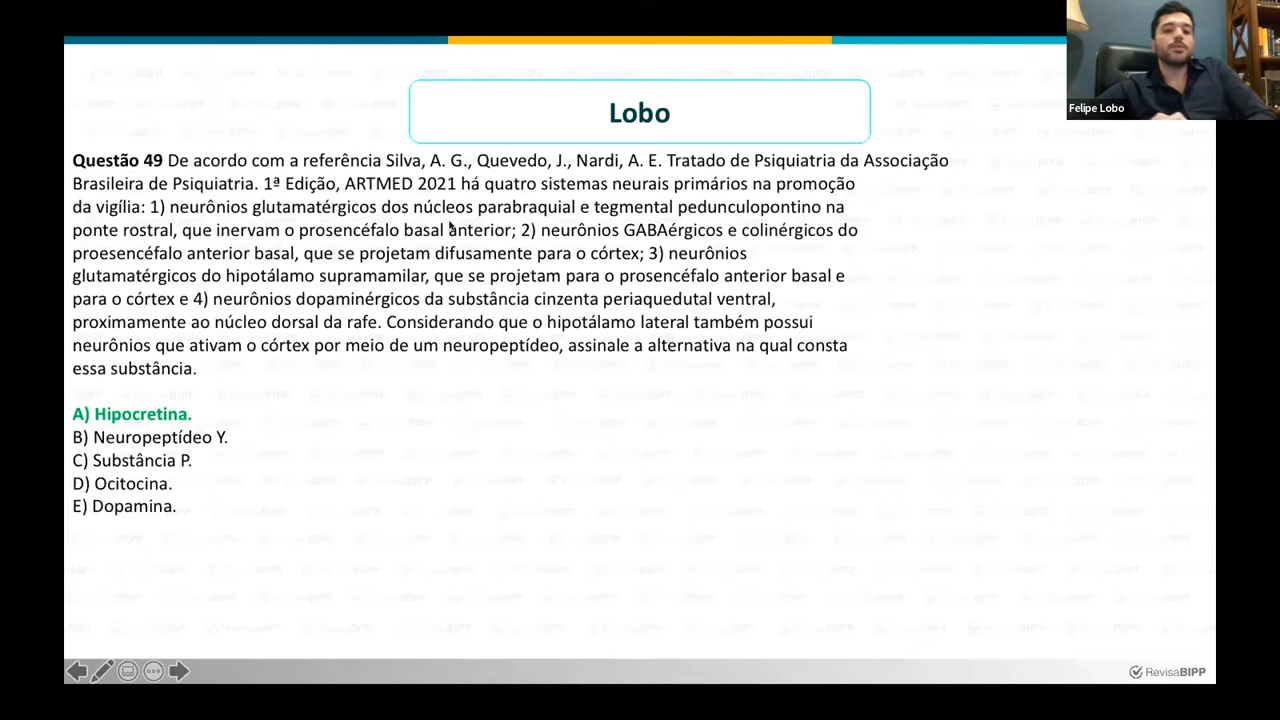 Lobo
Felipe Lobo
Questão 49 De acordo com a referência Silva, A. G., Quevedo, J., Nardi, A. E. Tratado de Psiquiatria da Associação
Brasileira de Psiquiatria. 1ª Edição, ARTMED 2021 há quatro sistemas neurais primários na promoção
da vigília: 1) neurônios glutamatérgicos dos núcleos parabraquial e tegmental pedunculopontino na
ponte rostral, que inervam o prosencéfalo basal anterior; 2) neurônios GABAérgicos e colinérgicos do
proesencéfalo anterior basal, que se projetam difusamente para o córtex; 3) neurônios
glutamatérgicos do hipotálamo supramamilar, que se projetam para o prosencéfalo anterior basal e
para o córtex e 4) neurônios dopaminérgicos da substância cinzenta periaquedutal ventral,
proximamente ao núcleo dorsal da rafe. Considerando que o hipotálamo lateral também possui
neurônios que ativam o córtex por meio de um neuropeptídeo, assinale a alternativa na qual consta
essa substância.
A) Hipocretina.
B) Neuropeptídeo Y.
C) Substância P.
D) Ocitocina.
E) Dopamina.
RevisaBIPP